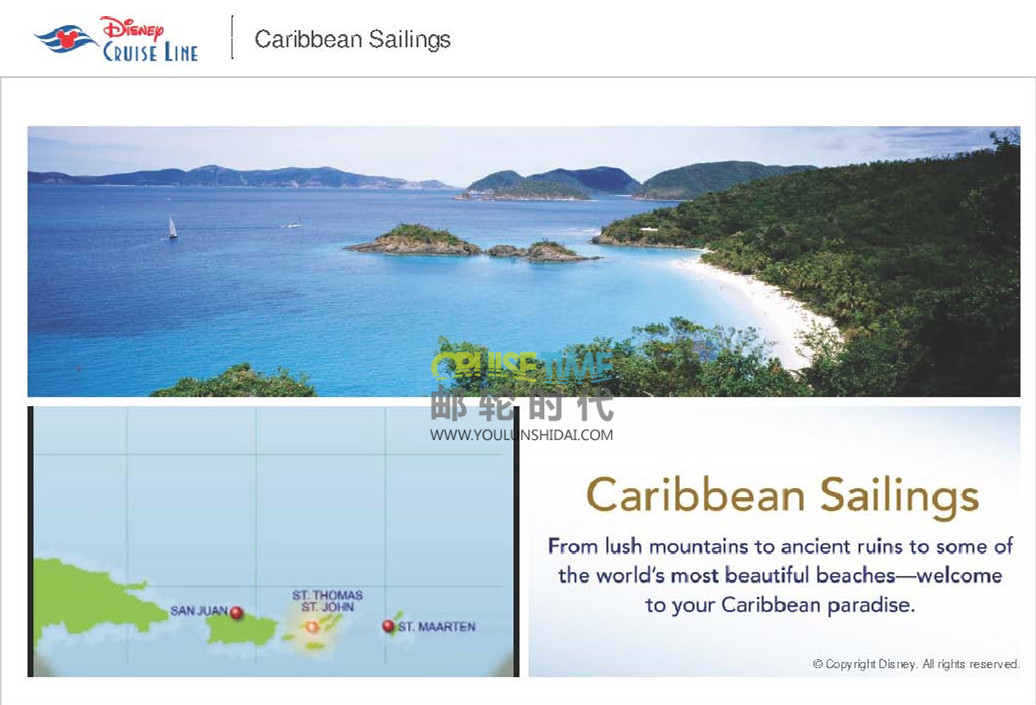 Disney
Cruise Line
Caribbean Sailings
CRUISETIME
邮轮时代
WWW.YOULUNSHIDAI.COM
SAN JUAN
ST. THOMAS
ST. JOHN
ST. MAARTEN
Caribbean Sailings
From lush mountains to ancient ruins to some of
the world's most beautiful beaches—welcome
to your Caribbean paradise.
© Copyright Disney. All rights reserved.